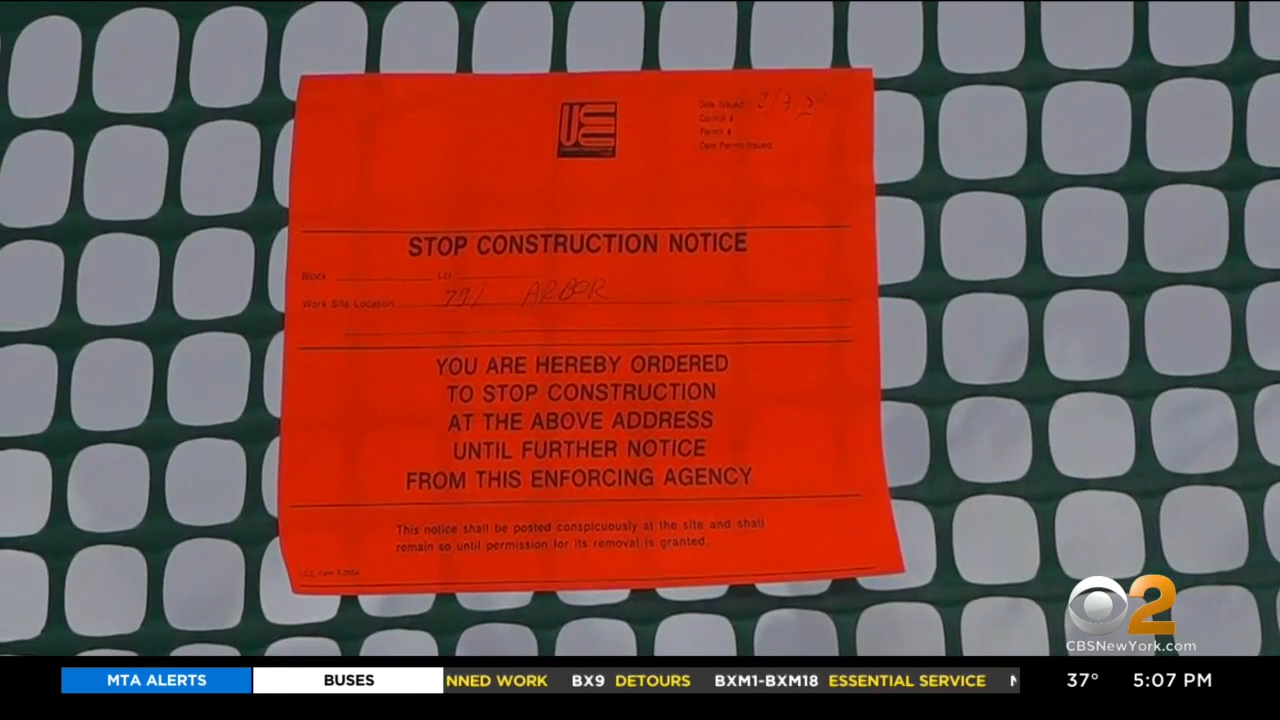 UCC
Date Issued 2/3/2
Control #
Permit #
Date Permit Issued
STOP CONSTRUCTION NOTICE
Block Lot
Work Site Location 791 ARBOR
YOU ARE HEREBY ORDERED
TO STOP CONSTRUCTION
AT THE ABOVE ADDRESS
UNTIL FURTHER NOTICE
FROM THIS ENFORCING AGENCY
This notice shall be posted conspicuously at the site and shall
remain so until permission for its removal is granted.
2
CBSNewYork.com
MTA ALERTS BUSES NNED WORK BX9 DETOURS BXM1-BXM18 ESSENTIAL SERVICE 37° 5:07 PM